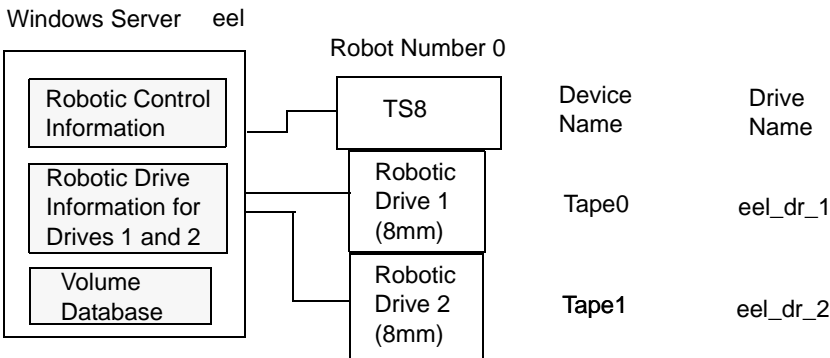 Windows Server eel
Robot Number 0
Robotic Control
Information
TS8
Device
Name
Drive
Name
Robotic Drive
Information for
Drives 1 and 2
Robotic
Drive 1
(8mm)
Tape0
eel_dr_1
Volume
Database
Robotic
Drive 2
(8mm)
Tape1
eel_dr_2